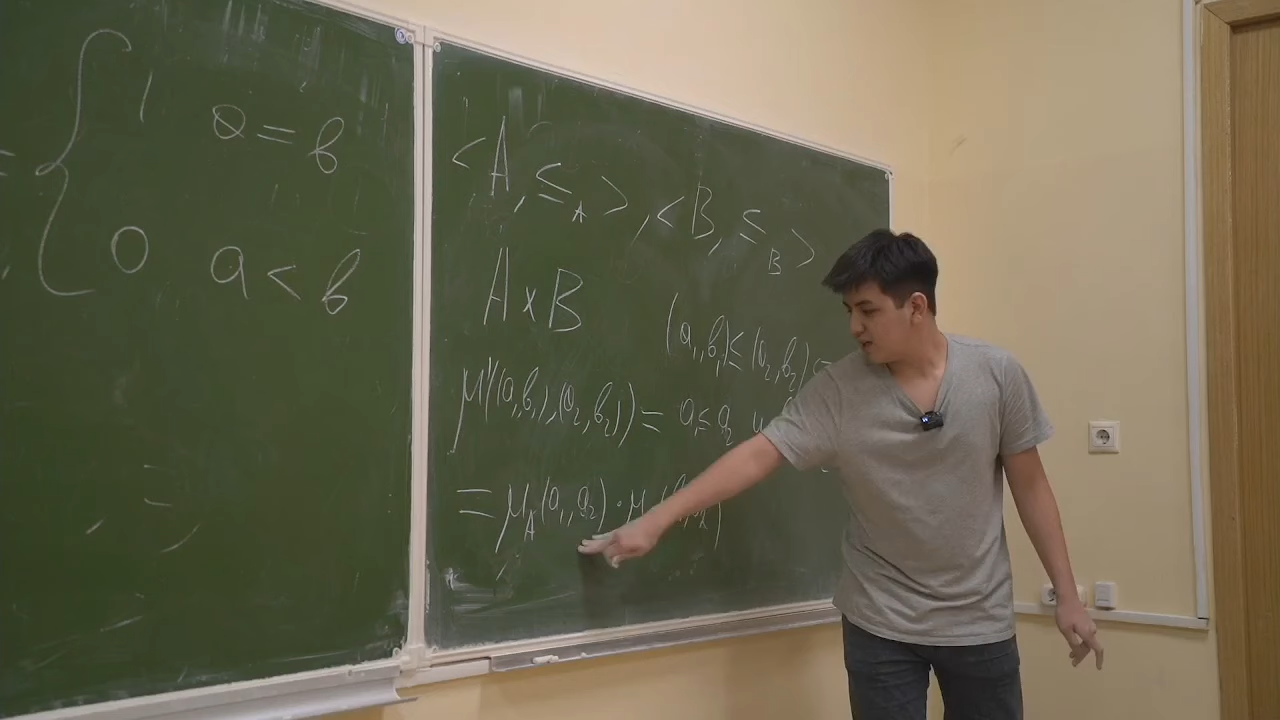 = { 1 a = b
0 a < b
<A, ≤_A>, <B, ≤_B>
A x B
(a₁, b₁) ≤ (a₂, b₂) ⇔
μ((a₁, b₁), (a₂, b₂)) = a₁ ≤ a₂ и
= μ_A(a₁, a₂) · μ